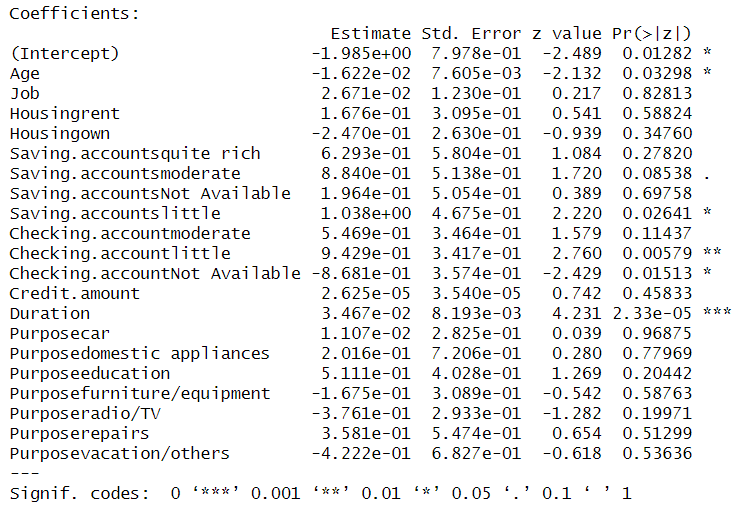 Coefficients:
                            Estimate Std. Error z value Pr(>|z|)
(Intercept)               -1.985e+00  7.978e-01  -2.489  0.01282 *
Age                       -1.622e-02  7.605e-03  -2.132  0.03298 *
Job                        2.671e-02  1.230e-01   0.217  0.82813
Housingrent                1.676e-01  3.095e-01   0.541  0.58824
Housingown                -2.470e-01  2.630e-01  -0.939  0.34760
Saving.accountsquite rich  6.293e-01  5.804e-01   1.084  0.27820
Saving.accountsmoderate    8.840e-01  5.138e-01   1.720  0.08538 .
Saving.accountsNot Available  1.964e-01  5.054e-01   0.389  0.69758
Saving.accountslittle      1.038e+00  4.675e-01   2.220  0.02641 *
Checking.accountmoderate   5.469e-01  3.464e-01   1.579  0.11437
Checking.accountlittle     9.429e-01  3.417e-01   2.760  0.00579 **
Checking.accountNot Available -8.681e-01  3.574e-01  -2.429  0.01513 *
Credit.amount              2.625e-05  3.540e-05   0.742  0.45833
Duration                   3.467e-02  8.193e-03   4.231 2.33e-05 ***
Purposecar                 1.107e-02  2.825e-01   0.039  0.96875
Purposedomestic appliances  2.016e-01  7.206e-01   0.280  0.77969
Purposeeducation           5.111e-01  4.028e-01   1.269  0.20442
Purposefurniture/equipment -1.675e-01  3.089e-01  -0.542  0.58763
Purposeradio/TV           -3.761e-01  2.933e-01  -1.282  0.19971
Purposerepairs             3.581e-01  5.474e-01   0.654  0.51299
Purposevacation/others    -4.222e-01  6.827e-01  -0.618  0.53636
---
Signif. codes:  0 ‘***’ 0.001 ‘**’ 0.01 ‘*’ 0.05 ‘.’ 0.1 ‘ ’ 1